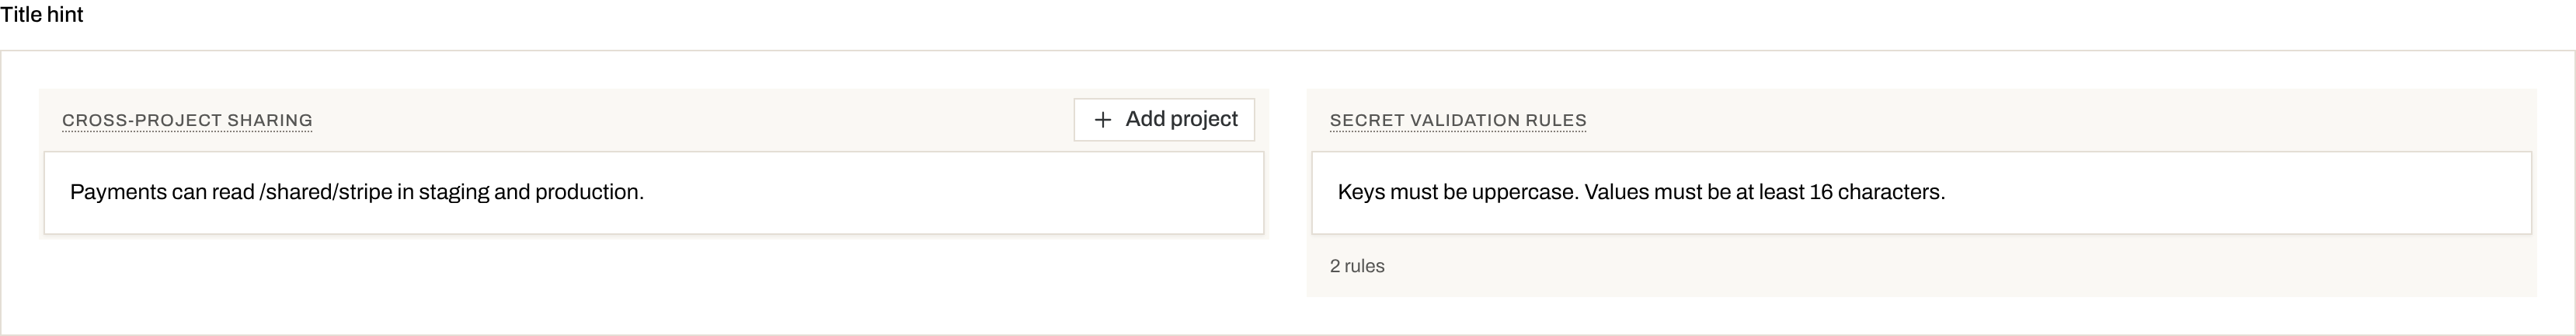 Title hint
CROSS-PROJECT SHARING
Add project
Payments can read /shared/stripe in staging and production.
SECRET VALIDATION RULES
Keys must be uppercase. Values must be at least 16 characters.
2 rules